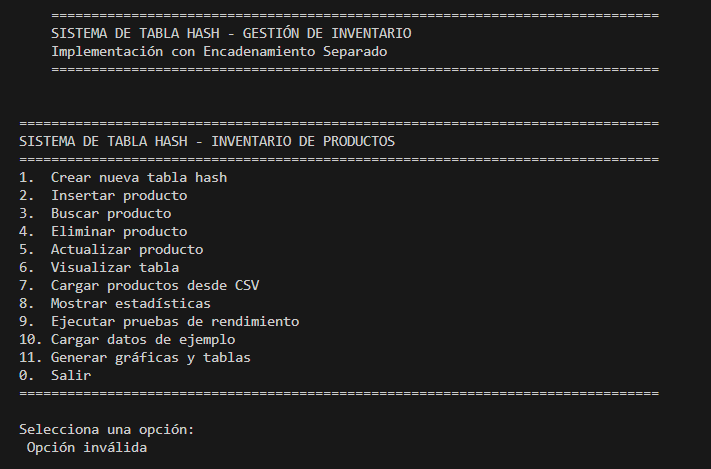 ============================================================================
SISTEMA DE TABLA HASH - GESTIÓN DE INVENTARIO
Implementación con Encadenamiento Separado
============================================================================
================================================================================
SISTEMA DE TABLA HASH - INVENTARIO DE PRODUCTOS
================================================================================
1.  Crear nueva tabla hash
2.  Insertar producto
3.  Buscar producto
4.  Eliminar producto
5.  Actualizar producto
6.  Visualizar tabla
7.  Cargar productos desde CSV
8.  Mostrar estadísticas
9.  Ejecutar pruebas de rendimiento
10. Cargar datos de ejemplo
11. Generar gráficas y tablas
0.  Salir
================================================================================
Selecciona una opción:
Opción inválida